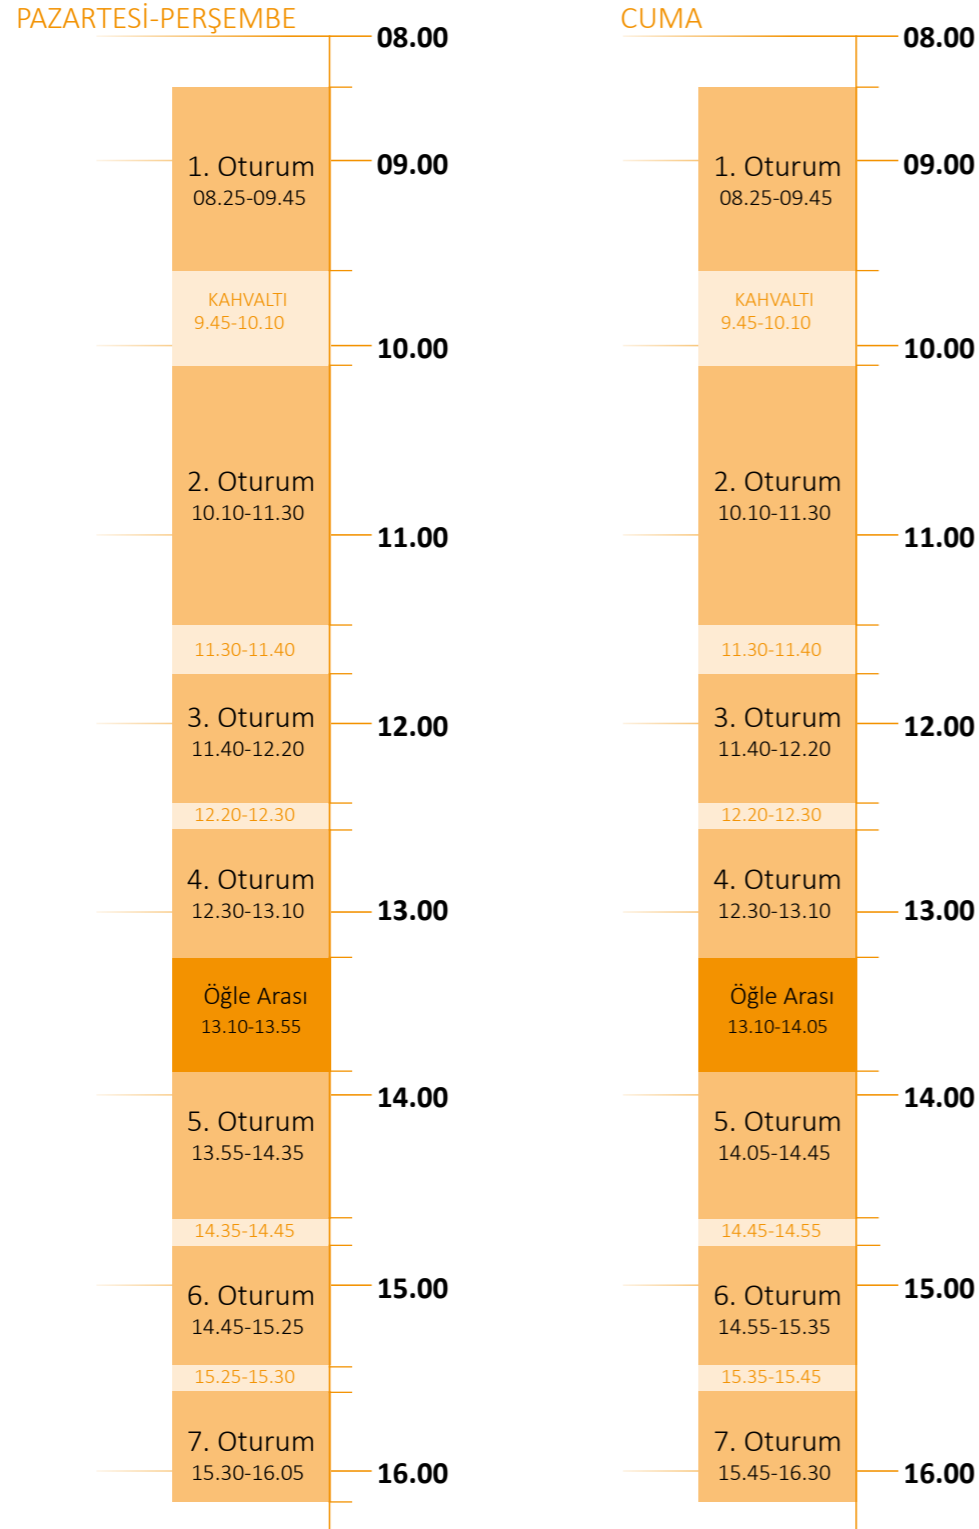 PAZARTESİ-PERŞEMBE
08.00
1. Oturum
08.25-09.45
09.00
KAHVALTI
9.45-10.10
10.00
2. Oturum
10.10-11.30
11.00
11.30-11.40
3. Oturum
11.40-12.20
12.00
12.20-12.30
4. Oturum
12.30-13.10
13.00
Öğle Arası
13.10-13.55
14.00
5. Oturum
13.55-14.35
14.35-14.45
15.00
6. Oturum
14.45-15.25
15.25-15.30
7. Oturum
15.30-16.05
16.00
CUMA
08.00
1. Oturum
08.25-09.45
09.00
KAHVALTI
9.45-10.10
10.00
2. Oturum
10.10-11.30
11.00
11.30-11.40
3. Oturum
11.40-12.20
12.00
12.20-12.30
4. Oturum
12.30-13.10
13.00
Öğle Arası
13.10-14.05
14.00
5. Oturum
14.05-14.45
14.45-14.55
15.00
6. Oturum
14.55-15.35
15.35-15.45
7. Oturum
15.45-16.30
16.00